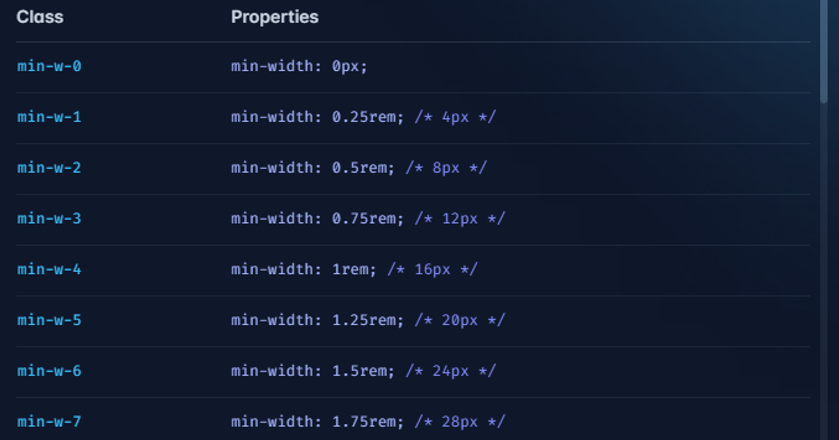 Class Properties
min-w-0 min-width: 0px;
min-w-1 min-width: 0.25rem; /* 4px */
min-w-2 min-width: 0.5rem; /* 8px */
min-w-3 min-width: 0.75rem; /* 12px */
min-w-4 min-width: 1rem; /* 16px */
min-w-5 min-width: 1.25rem; /* 20px */
min-w-6 min-width: 1.5rem; /* 24px */
min-w-7 min-width: 1.75rem; /* 28px */